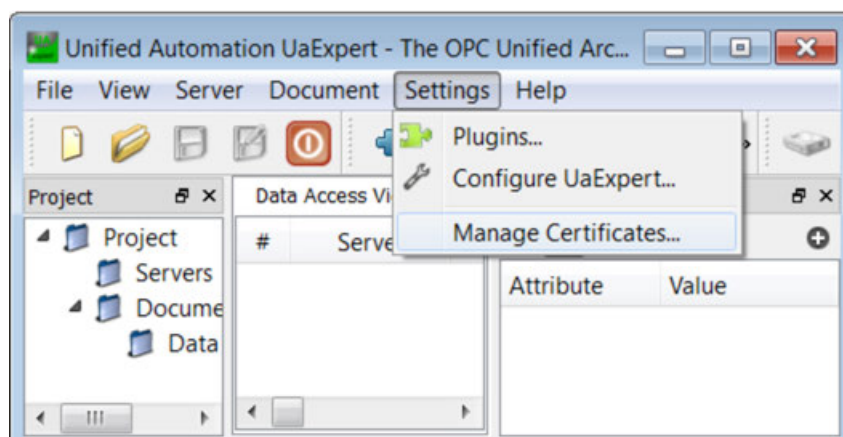 Unified Automation UaExpert - The OPC Unified Arc...
File View Server Document Settings Help
Plugins...
Configure UaExpert...
Manage Certificates...
Project
Data Access Vi
# Serve
Attribute Value
Project
Servers
Docume
Data